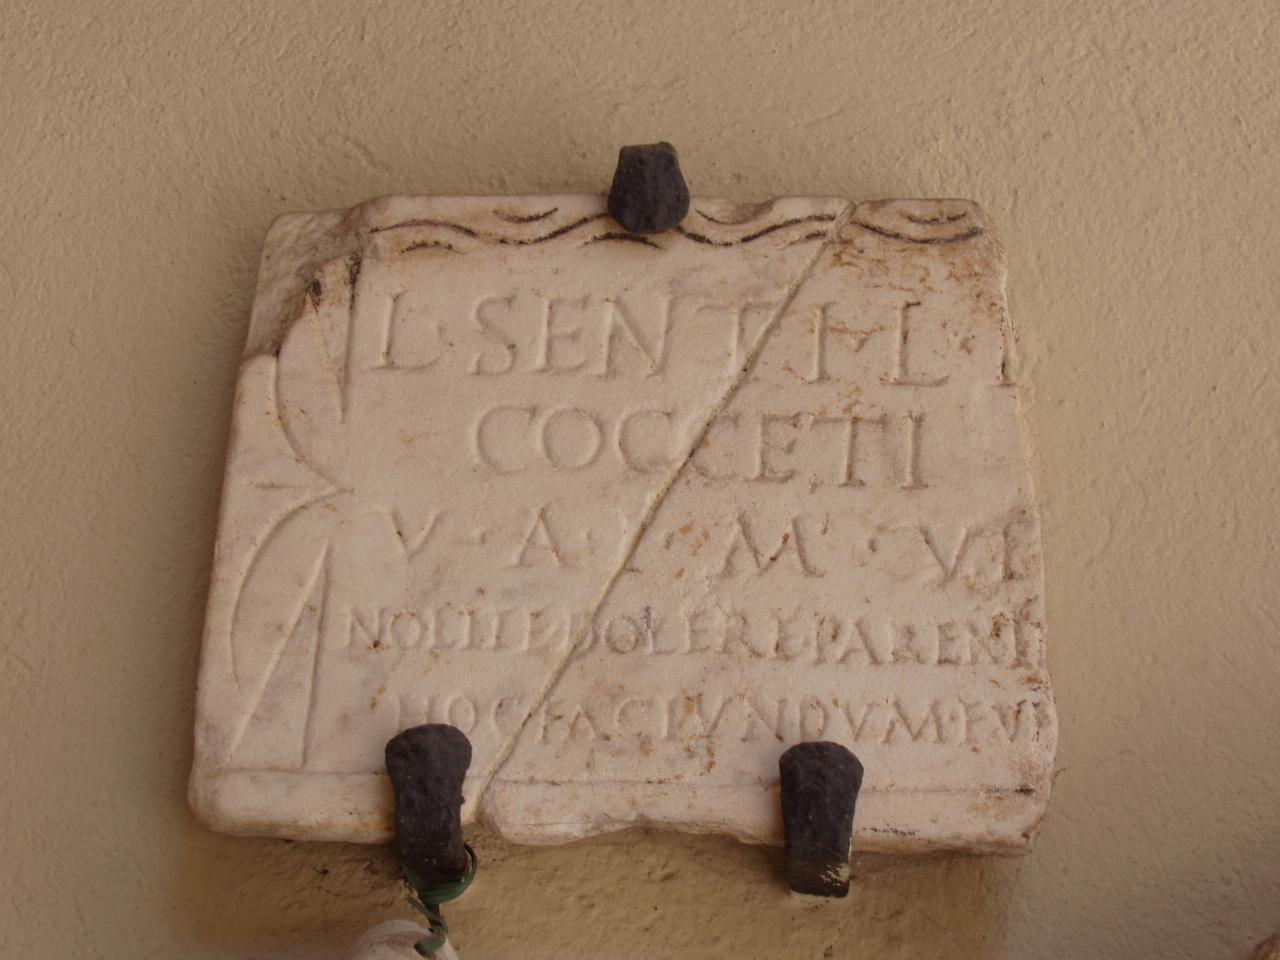 L · SENTI · L ·
COCCETI
V · A · I · M · VI
NOLITE DOLERE PARENT
HOC FACIVNDVM · FVI